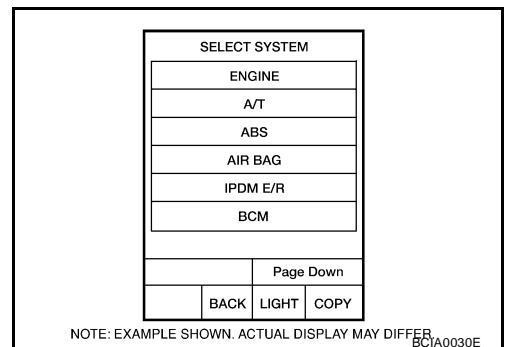 SELECT SYSTEM
ENGINE
A/T
ABS
AIR BAG
IPDM E/R
BCM
Page Down
BACK LIGHT COPY
NOTE: EXAMPLE SHOWN. ACTUAL DISPLAY MAY DIFFER.
BCIA0030E